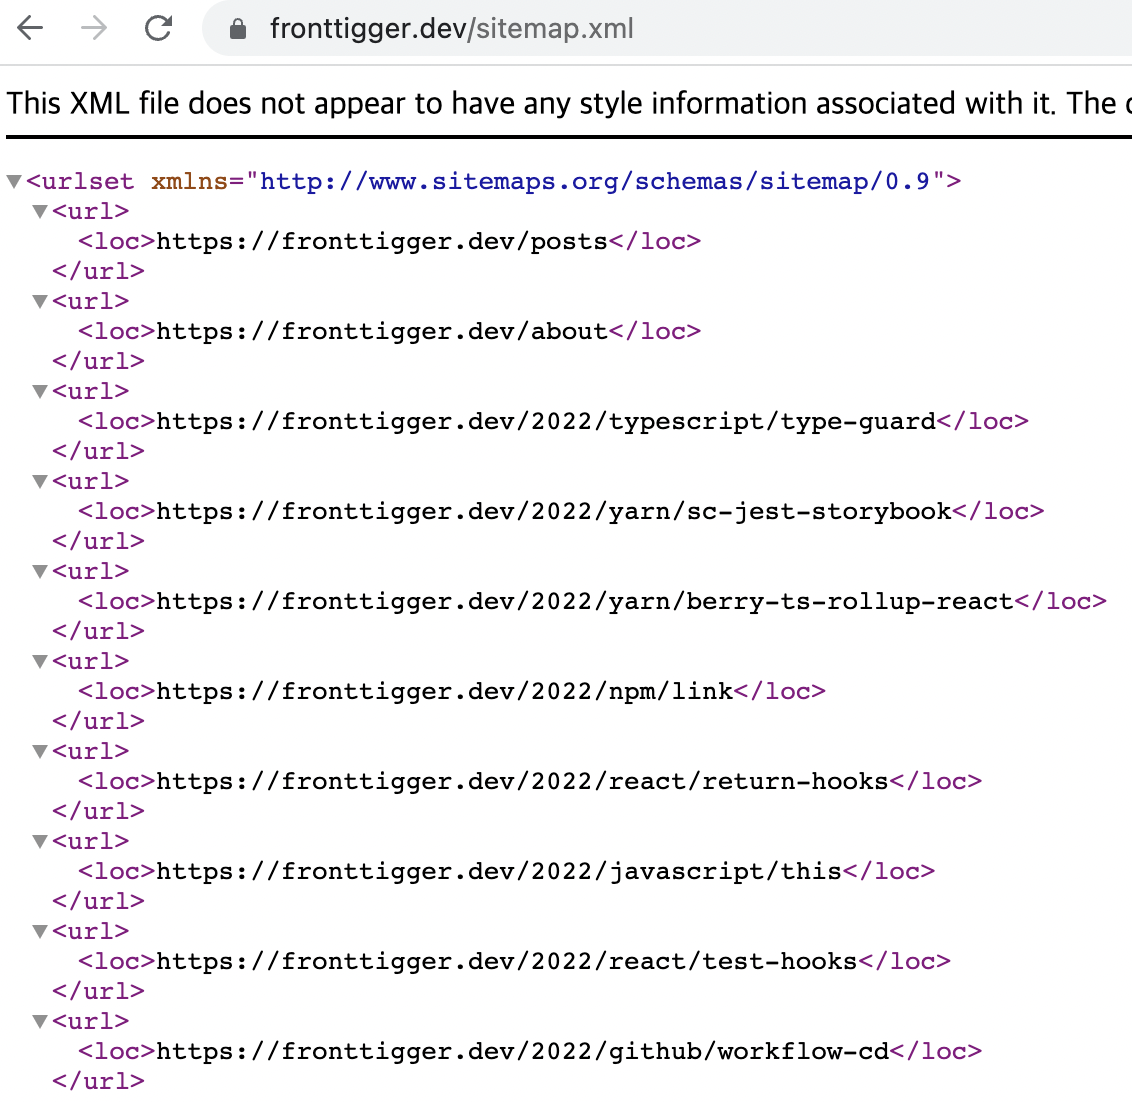 fronttigger.dev/sitemap.xml
This XML file does not appear to have any style information associated with it. The
<urlset xmlns="http://www.sitemaps.org/schemas/sitemap/0.9">
<url>
<loc>https://fronttigger.dev/posts</loc>
</url>
<url>
<loc>https://fronttigger.dev/about</loc>
</url>
<url>
<loc>https://fronttigger.dev/2022/typescript/type-guard</loc>
</url>
<url>
<loc>https://fronttigger.dev/2022/yarn/sc-jest-storybook</loc>
</url>
<url>
<loc>https://fronttigger.dev/2022/yarn/berry-ts-rollup-react</loc>
</url>
<url>
<loc>https://fronttigger.dev/2022/npm/link</loc>
</url>
<url>
<loc>https://fronttigger.dev/2022/react/return-hooks</loc>
</url>
<url>
<loc>https://fronttigger.dev/2022/javascript/this</loc>
</url>
<url>
<loc>https://fronttigger.dev/2022/react/test-hooks</loc>
</url>
<url>
<loc>https://fronttigger.dev/2022/github/workflow-cd</loc>
</url>